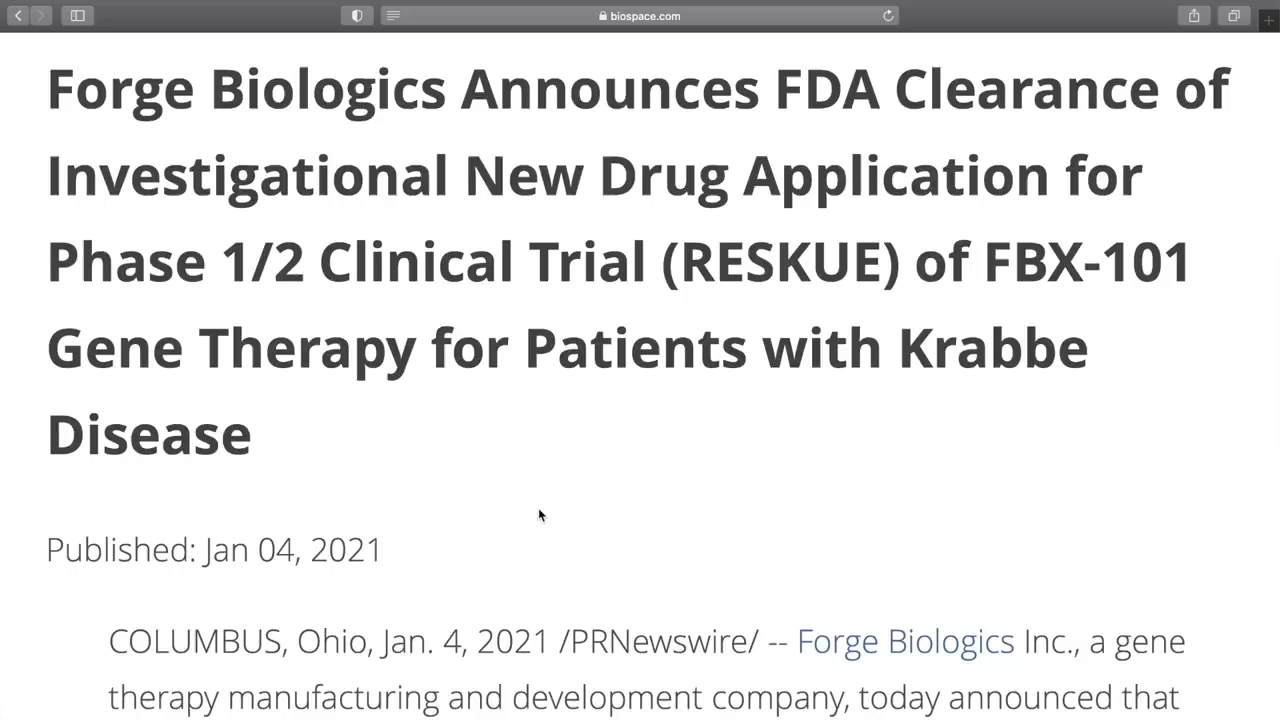 biospace.com
Forge Biologics Announces FDA Clearance of
Investigational New Drug Application for
Phase 1/2 Clinical Trial (RESKUE) of FBX-101
Gene Therapy for Patients with Krabbe
Disease
Published: Jan 04, 2021
COLUMBUS, Ohio, Jan. 4, 2021 /PRNewswire/ -- Forge Biologics Inc., a gene
therapy manufacturing and development company, today announced that